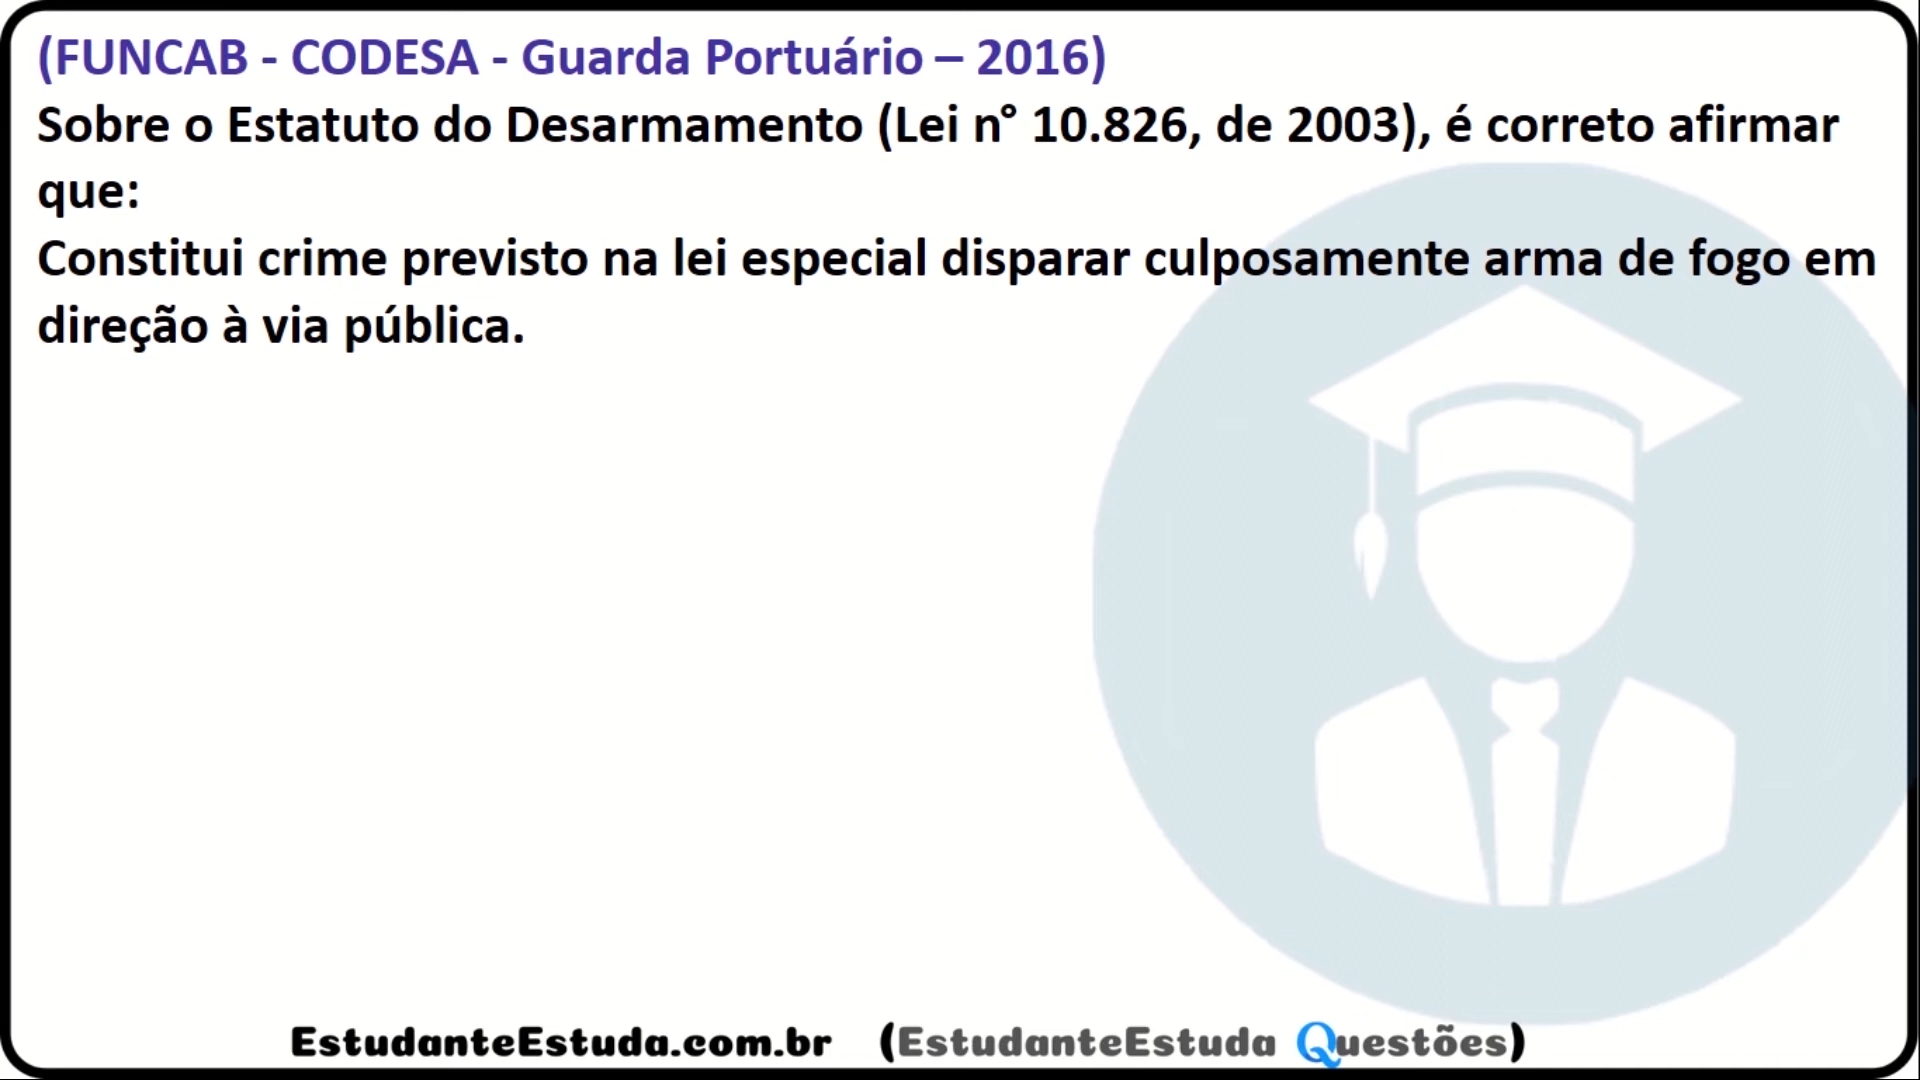 (FUNCAB - CODESA - Guarda Portuário – 2016)
Sobre o Estatuto do Desarmamento (Lei n° 10.826, de 2003), é correto afirmar
que:
Constitui crime previsto na lei especial disparar culposamente arma de fogo em
direção à via pública.
EstudanteEstuda.com.br (EstudanteEstuda Questões)